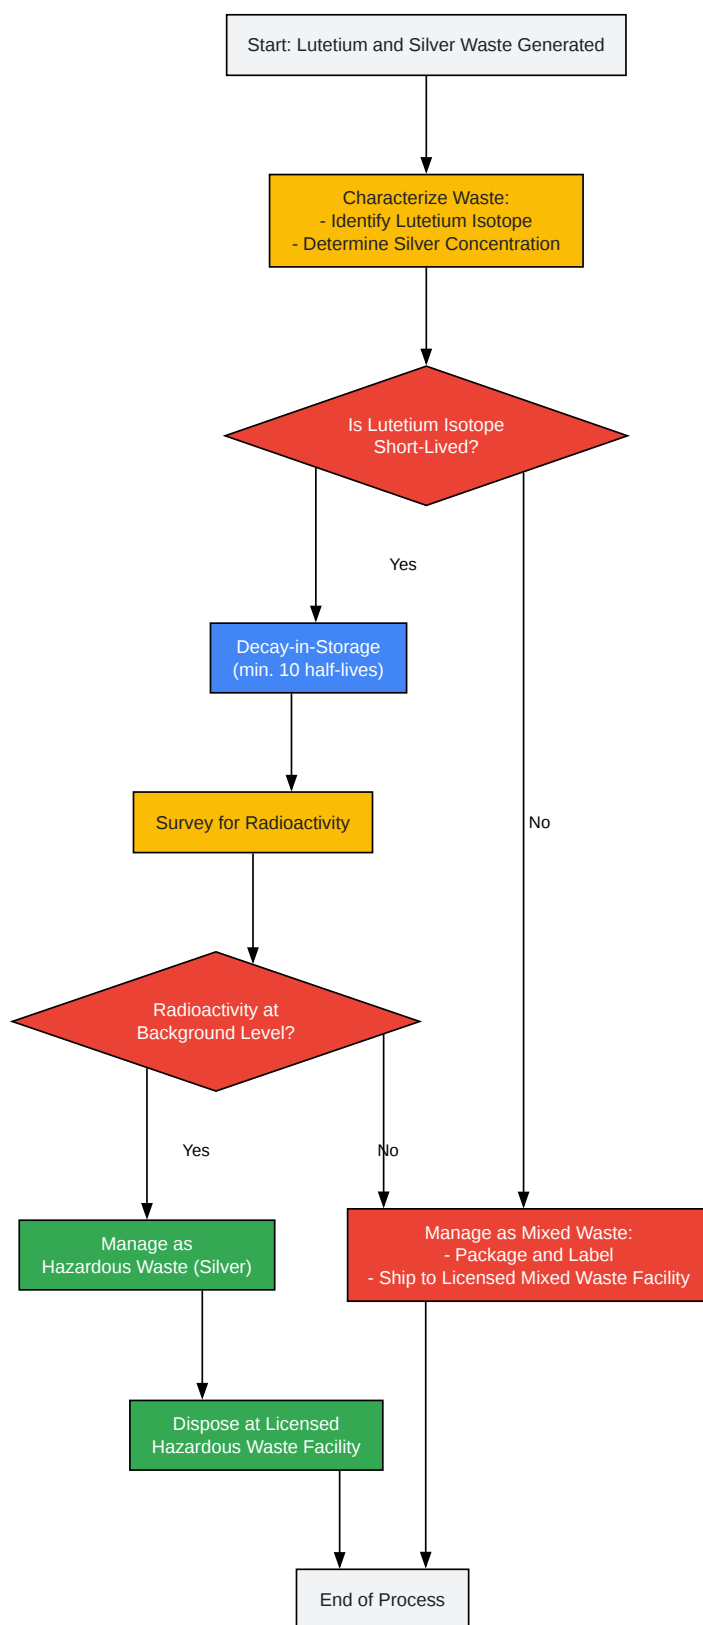 Start: Lutetium and Silver Waste Generated
Characterize Waste:
- Identify Lutetium Isotope
- Determine Silver Concentration
Is Lutetium Isotope
Short-Lived?
Yes
Decay-in-Storage
(min. 10 half-lives)
Survey for Radioactivity
No
Radioactivity at
Background Level?
Yes
No
Manage as
Hazardous Waste (Silver)
Manage as Mixed Waste:
- Package and Label
- Ship to Licensed Mixed Waste Facility
Dispose at Licensed
Hazardous Waste Facility
End of Process